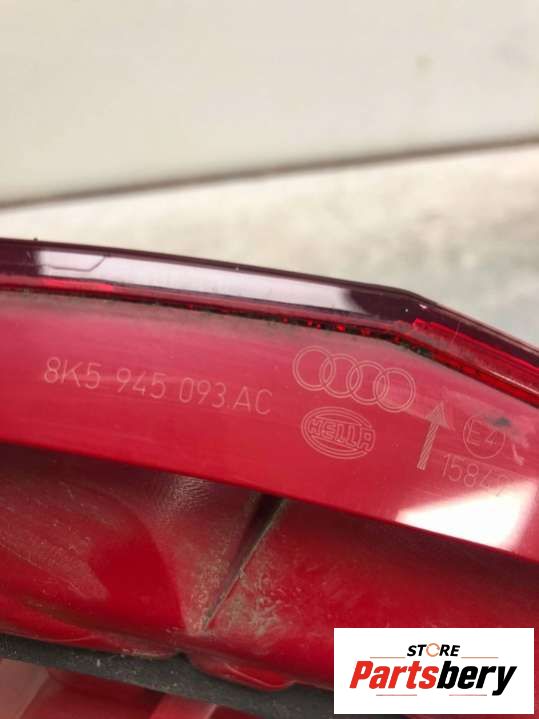 8K5 945 093.AC
HELLA
E4
1584
STORE
Partsbery